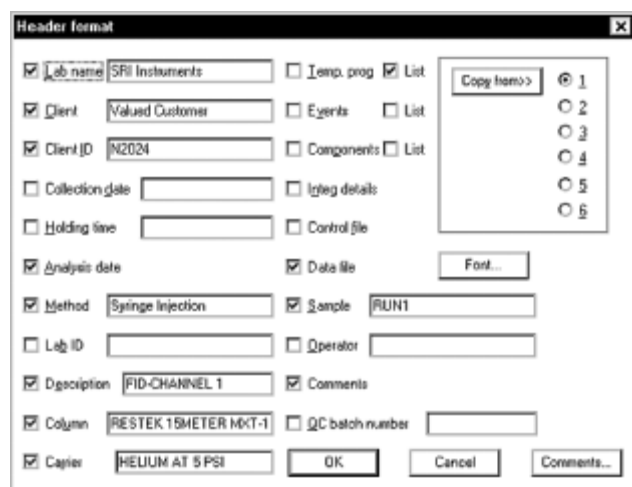 Header format
Lab name SRI Instruments Temp. prog List Copy from>> 1
Client Valued Customer Events List 2
Client ID N2024 Components List 3
4
Collection date Integ details 5
Holding time Control file 6
Analysis date Data file Font...
Method Syringe Injection Sample RUN1
Lab ID Operator
Description FID-CHANNEL 1 Comments
Column RESTEK 15METER MXT-1 QC batch number
Carrier HELIUM AT 5 PSI OK Cancel Comments...